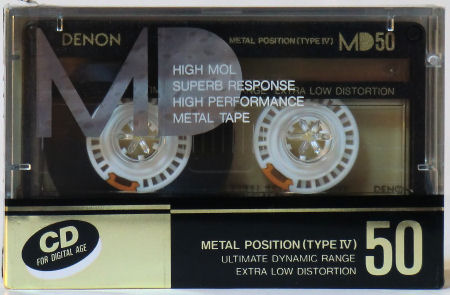 DENON
METAL POSITION (TYPE IV) MD50
MD
HIGH MOL
SUPERB RESPONSE
HIGH PERFORMANCE
METAL TAPE
EXTRA LOW DISTORTION
DENON
CD
FOR DIGITAL AGE
METAL POSITION (TYPE IV)
ULTIMATE DYNAMIC RANGE
EXTRA LOW DISTORTION
50